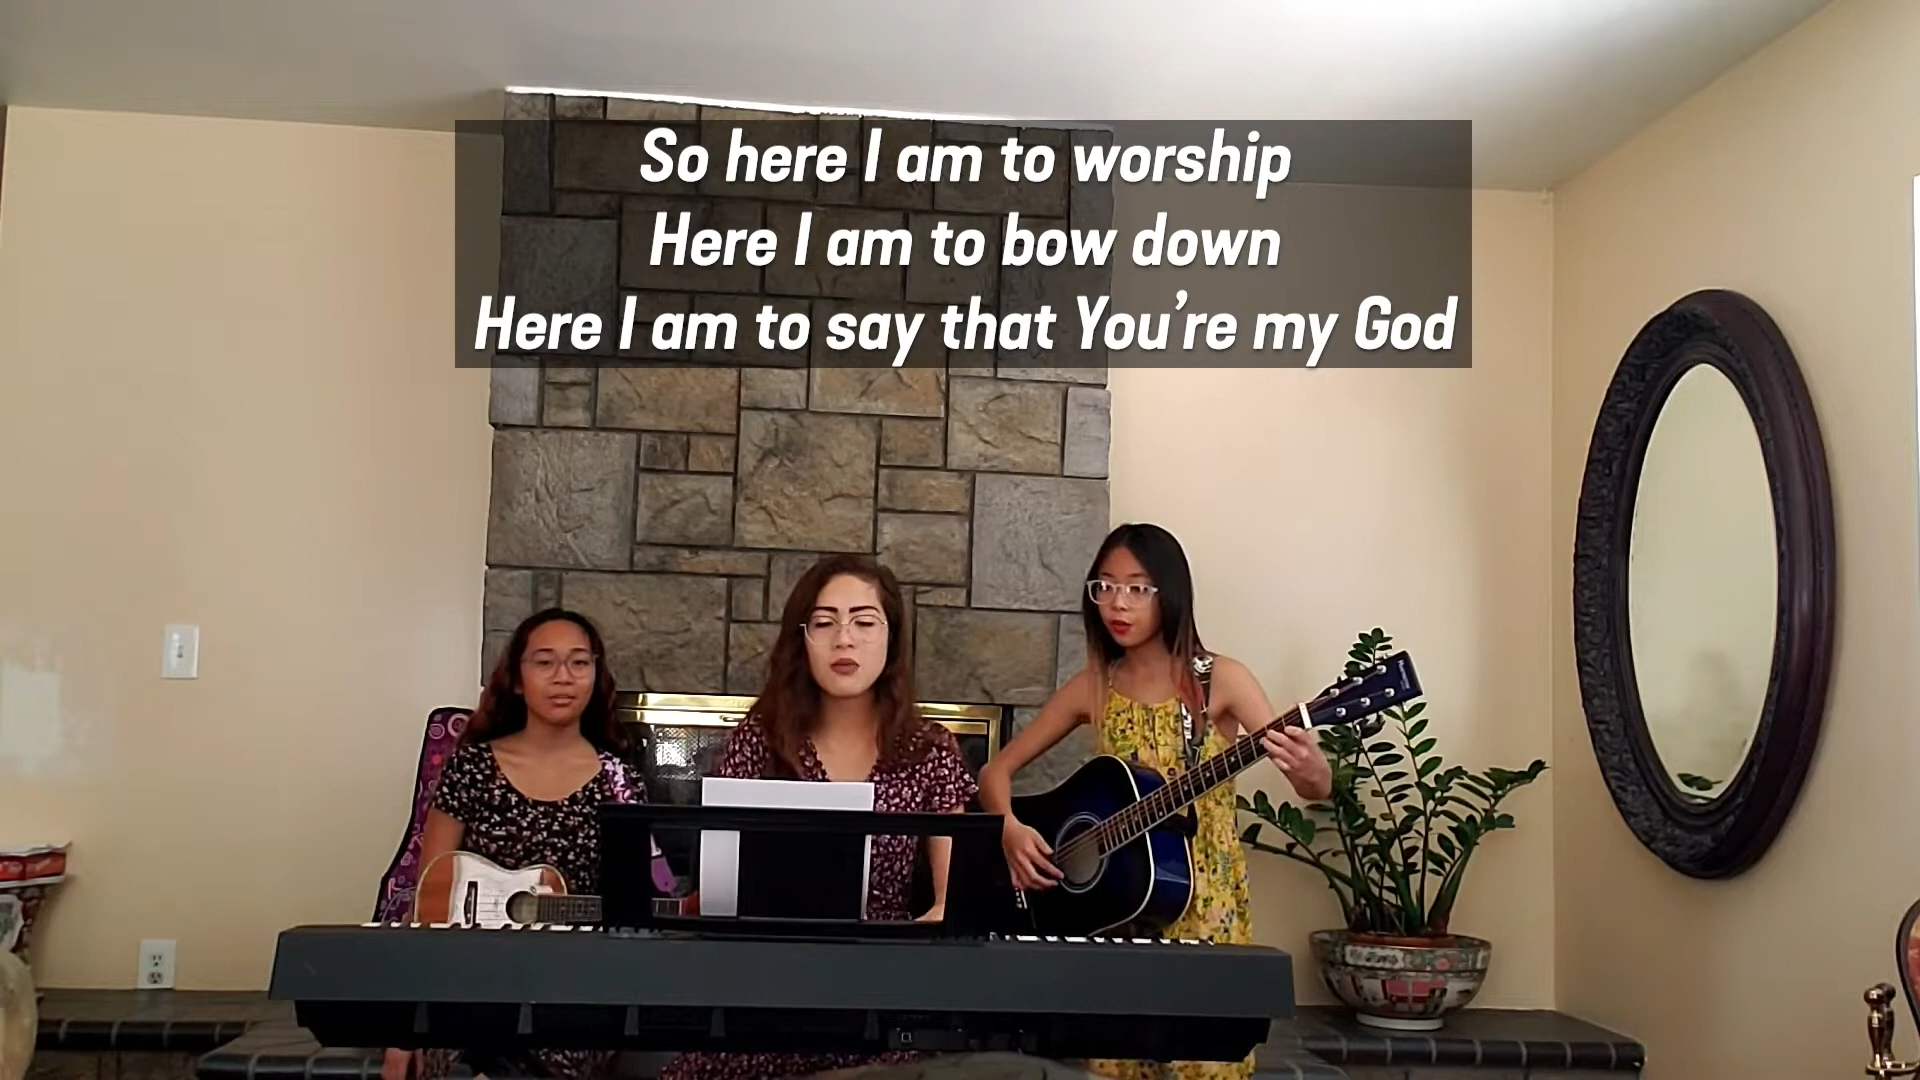 So here I am to worship
Here I am to bow down
Here I am to say that You're my God